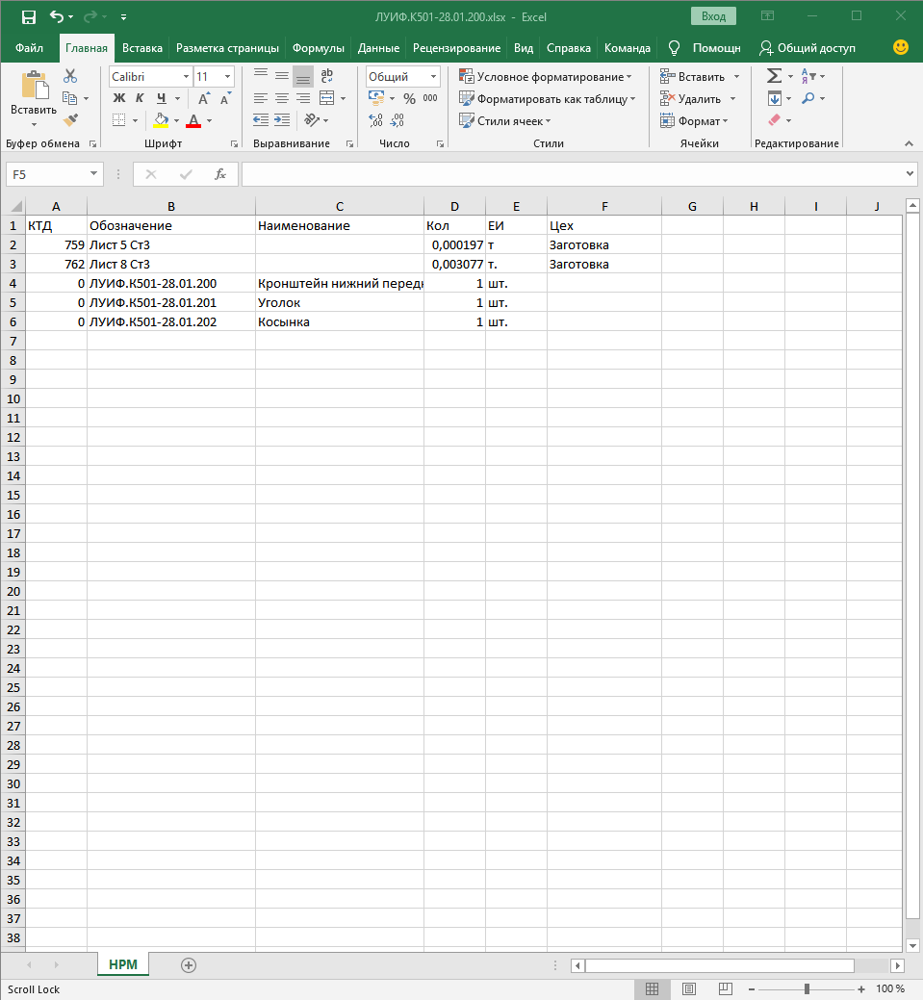 ЛУИФ.К501-28.01.200.xlsx - Excel
Вход
Файл Главная Вставка Разметка страницы Формулы Данные Рецензирование Вид Справка Команда Помощн Общий доступ
Вставить
Calibri 11
Ж К Ч А А
Общий
% 000
Условное форматирование
Форматировать как таблицу
Стили ячеек
Вставить
Удалить
Формат
Буфер обмена Шрифт Выравнивание Число Стили Ячейки Редактирование
F5 fx
A B C D E F G H I J
1 КТД Обозначение Наименование Кол ЕИ Цех
2 759 Лист 5 Ст3 0,000197 т Заготовка
3 762 Лист 8 Ст3 0,003077 т. Заготовка
4 0 ЛУИФ.К501-28.01.200 Кронштейн нижний передн 1 шт.
5 0 ЛУИФ.К501-28.01.201 Уголок 1 шт.
6 0 ЛУИФ.К501-28.01.202 Косынка 1 шт.
7
8
9
10
11
12
13
14
15
16
17
18
19
20
21
22
23
24
25
26
27
28
29
30
31
32
33
34
35
36
37
38
НРМ
Scroll Lock 100 %